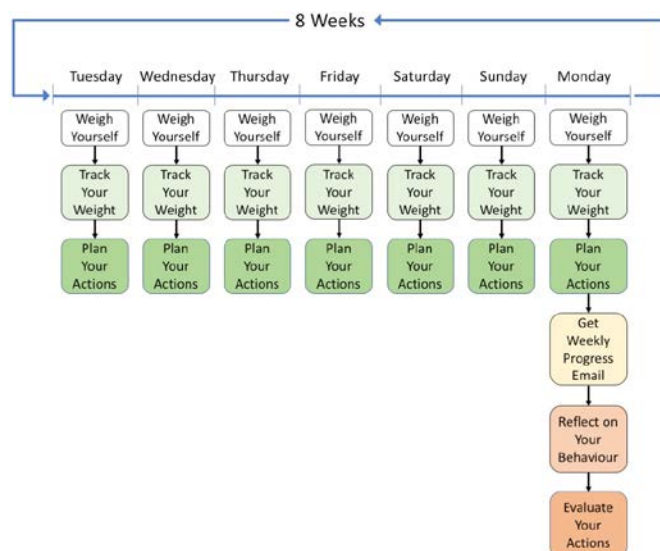 8 Weeks
Tuesday Wednesday Thursday Friday Saturday Sunday Monday
Weigh Weigh Weigh Weigh Weigh Weigh Weigh
Yourself Yourself Yourself Yourself Yourself Yourself Yourself
Track Track Track Track Track Track Track
Your Your Your Your Your Your Your
Weight Weight Weight Weight Weight Weight Weight
Plan Plan Plan Plan Plan Plan Plan
Your Your Your Your Your Your Your
Actions Actions Actions Actions Actions Actions Actions
Get
Weekly
Progress
Email
Reflect on
Your
Behaviour
Evaluate
Your
Actions